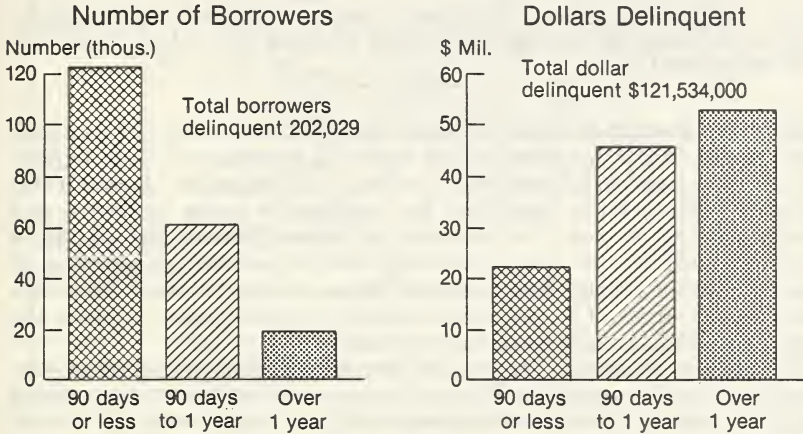 Number of Borrowers
Number (thous.)
120
100
80
60
40
20
0
Total borrowers
delinquent 202,029
90 days
or less
90 days
to 1 year
Over
1 year
Dollars Delinquent
$ Mil.
60
50
40
30
20
10
0
Total dollar
delinquent $121,534,000
90 days
or less
90 days
to 1 year
Over
1 year